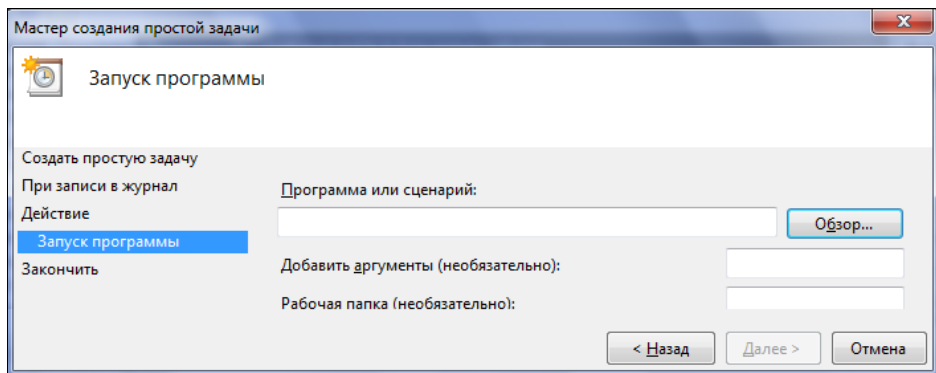 Мастер создания простой задачи
Запуск программы
Создать простую задачу
При записи в журнал
Действие
Запуск программы
Закончить
Программа или сценарий:
Обзор...
Добавить аргументы (необязательно):
Рабочая папка (необязательно):
< Назад
Далее >
Отмена